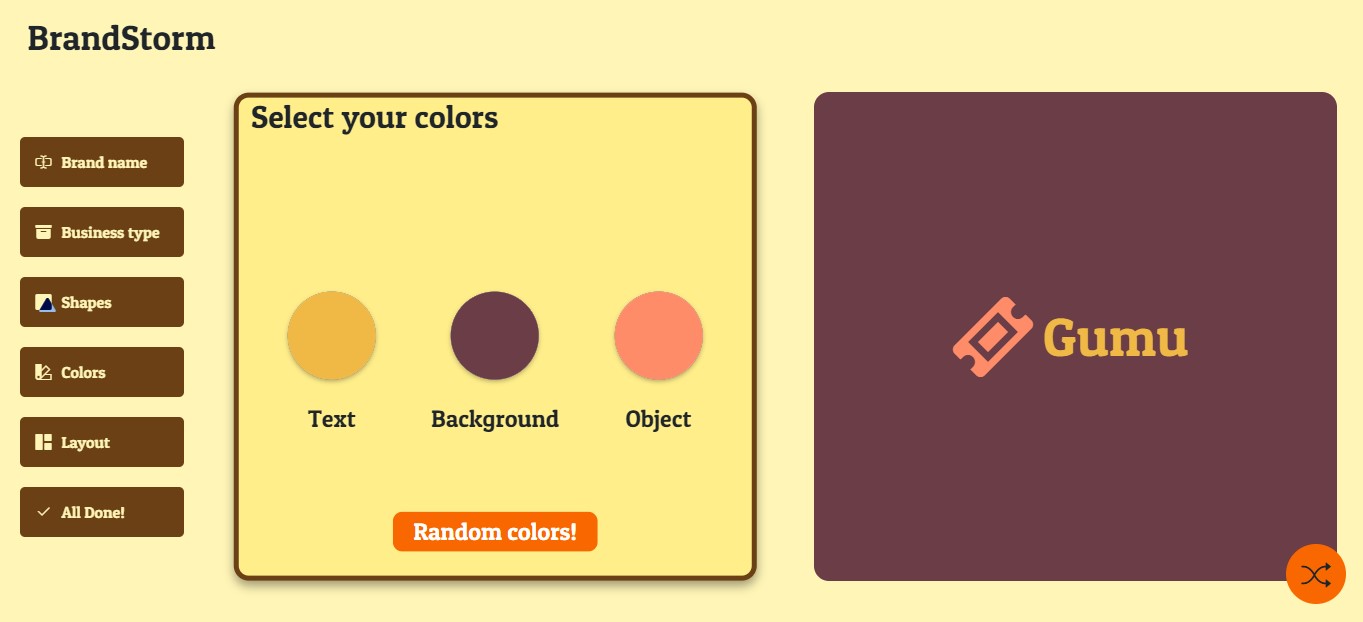 BrandStorm
Brand name
Business type
Shapes
Colors
Layout
All Done!
Select your colors
Text
Background
Object
Random colors!
Gumu